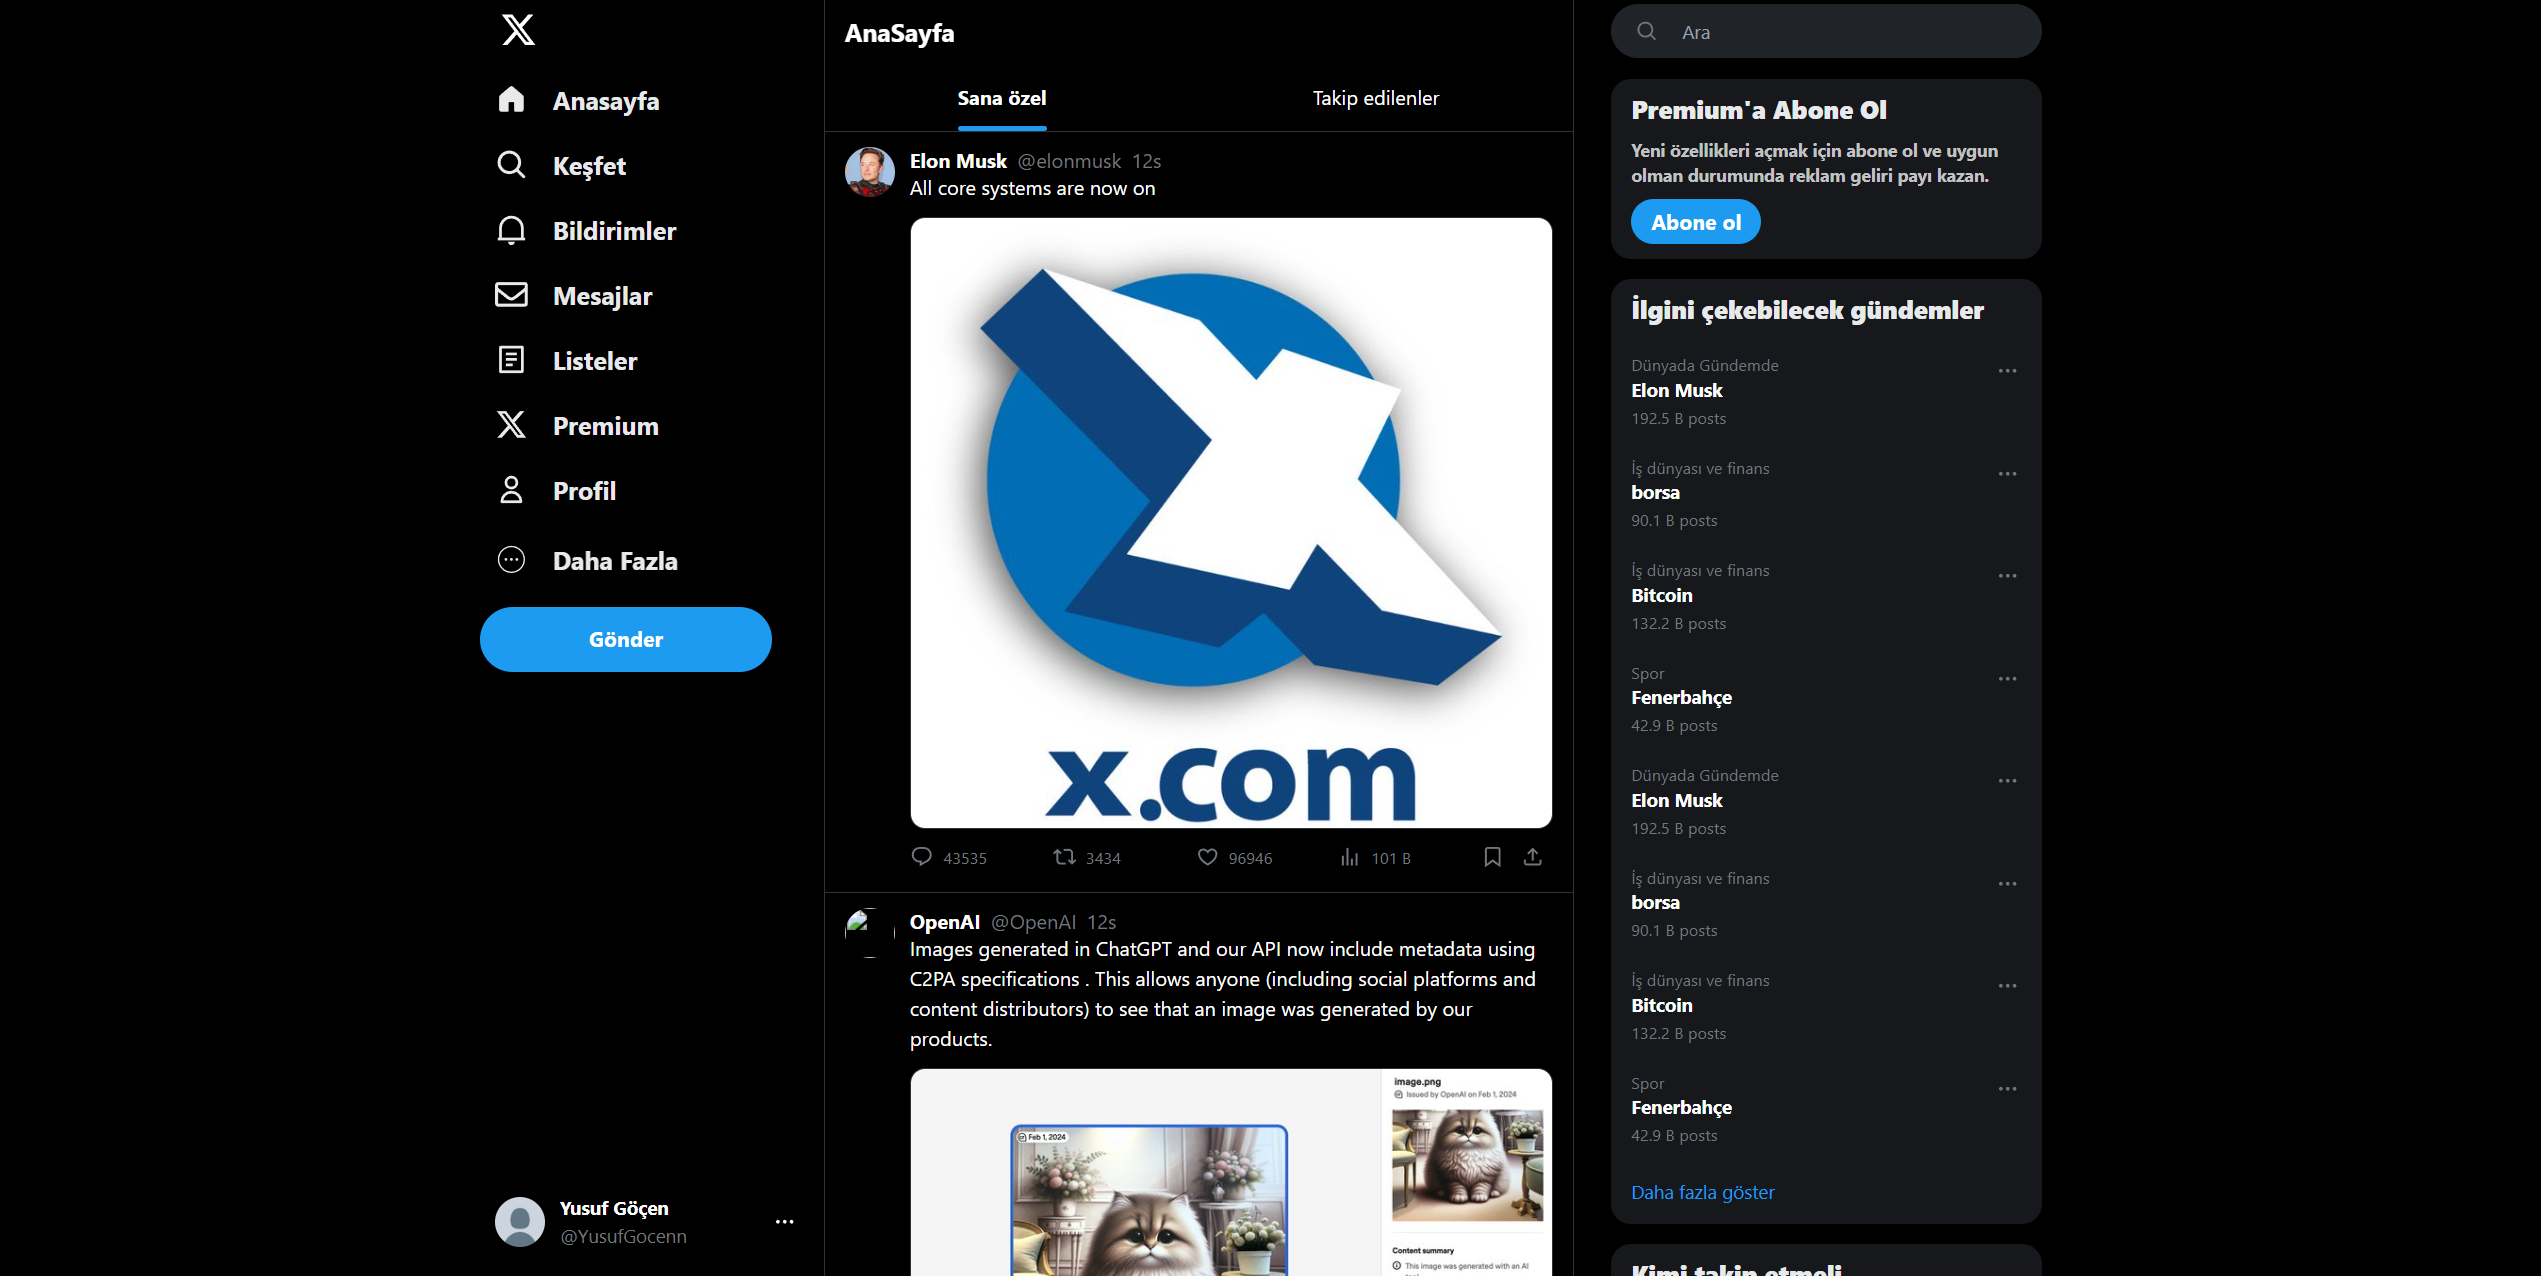 Anasayfa
Keşfet
Bildirimler
Mesajlar
Listeler
Premium
Profil
Daha Fazla
Gönder
Yusuf Göçen
@YusufGocenn
AnaSayfa
Sana özel
Takip edilenler
Elon Musk @elonmusk 12s
All core systems are now on
x.com
43535
3434
96946
101 B
OpenAI @OpenAI 12s
Images generated in ChatGPT and our API now include metadata using
C2PA specifications . This allows anyone (including social platforms and
content distributors) to see that an image was generated by our
products.
Feb 1, 2024
image.png
Issued by OpenAI on Feb 1, 2024
Content summary
This image was generated with an AI
Ara
Premium'a Abone Ol
Yeni özellikleri açmak için abone ol ve uygun
olman durumunda reklam geliri payı kazan.
Abone ol
İlgini çekebilecek gündemler
Dünyada Gündemde
Elon Musk
192.5 B posts
İş dünyası ve finans
borsa
90.1 B posts
İş dünyası ve finans
Bitcoin
132.2 B posts
Spor
Fenerbahçe
42.9 B posts
Dünyada Gündemde
Elon Musk
192.5 B posts
İş dünyası ve finans
borsa
90.1 B posts
İş dünyası ve finans
Bitcoin
132.2 B posts
Spor
Fenerbahçe
42.9 B posts
Daha fazla göster
Kimi takip etmeli